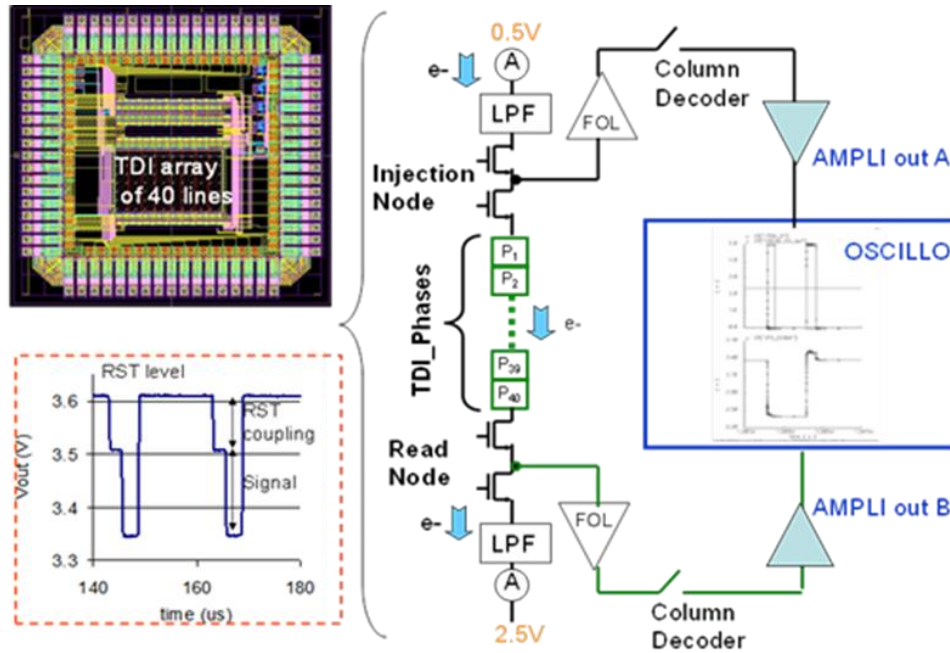 TDI array
of 40 lines
RST level
3.6
3.5
3.4
3.3
Vout (V)
RST
coupling
Signal
140
160
180
time (us)
0.5V
A
e-
LPF
Injection
Node
FOL
Column
Decoder
AMPLI out A
OSCILLO
TDI_Phases
P1
P2
e-
P39
P40
Read
Node
e-
LPF
A
2.5V
FOL
Column
Decoder
AMPLI out B